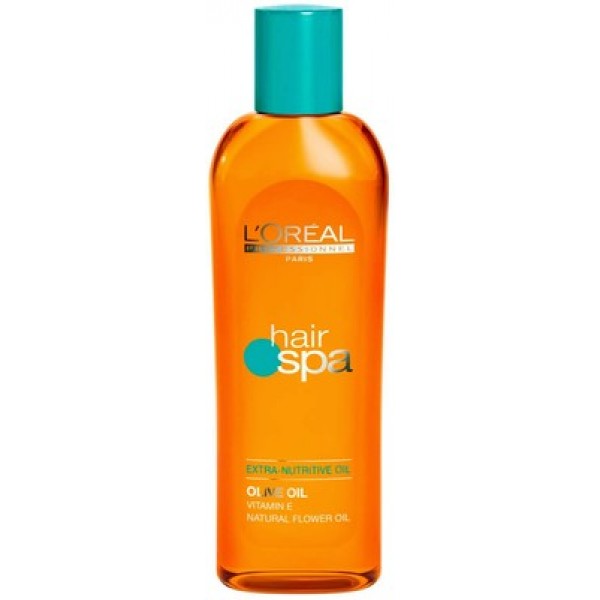 L'ORÉAL
PROFESSIONNEL
PARIS
hair
spa
EXTRA-NUTRITIVE OIL
OLIVE OIL
VITAMIN E
NATURAL FLOWER OIL